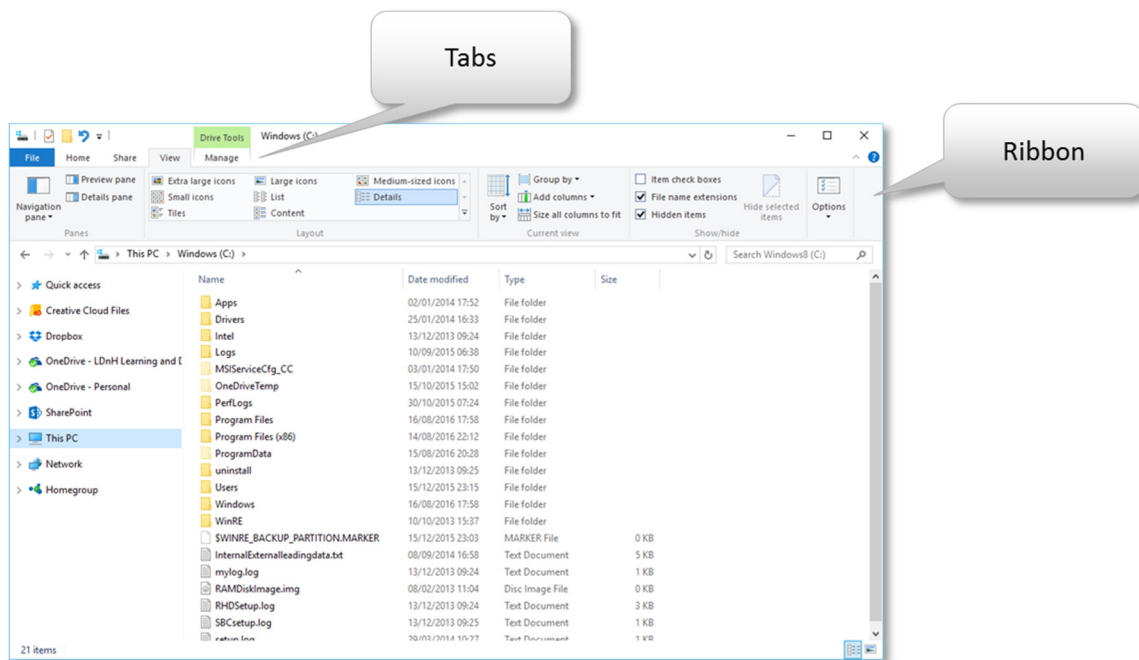 Tabs
Ribbon
Drive Tools Windows (C:)
File Home Share View Manage
Navigation pane
Preview pane
Details pane
Panes
Extra large icons Large icons Medium-sized icons
Small icons List Details
Tiles Content
Layout
Sort by
Group by
Add columns
Size all columns to fit
Current view
Item check boxes
File name extensions
Hidden items
Hide selected items
Show/hide
Options
This PC > Windows (C:) >
Search Windows8 (C:)
Quick access
Creative Cloud Files
Dropbox
OneDrive - LDnH Learning and D
OneDrive - Personal
SharePoint
This PC
Network
Homegroup
Name Date modified Type Size
Apps 02/01/2014 17:52 File folder
Drivers 25/01/2014 16:33 File folder
Intel 13/12/2013 09:24 File folder
Logs 10/09/2015 06:38 File folder
MSIServiceCfg_CC 03/01/2014 17:50 File folder
OneDriveTemp 15/10/2015 15:02 File folder
PerfLogs 30/10/2015 07:24 File folder
Program Files 16/08/2016 17:58 File folder
Program Files (x86) 14/08/2016 22:12 File folder
ProgramData 15/08/2016 20:28 File folder
uninstall 13/12/2013 09:25 File folder
Users 15/12/2015 23:15 File folder
Windows 16/08/2016 17:58 File folder
WinRE 10/10/2013 15:37 File folder
$WINRE_BACKUP_PARTITION.MARKER 15/12/2015 23:03 MARKER File 0 KB
InternalExternalleadingdata.txt 08/09/2014 16:58 Text Document 5 KB
mylog.log 13/12/2013 09:24 Text Document 1 KB
RAMDiskImage.img 08/02/2013 11:04 Disc Image File 0 KB
RHDSetup.log 13/12/2013 09:24 Text Document 3 KB
SBCsetup.log 13/12/2013 09:25 Text Document 1 KB
setup.log 29/03/2014 10:27 Text Document 1 KB
21 items